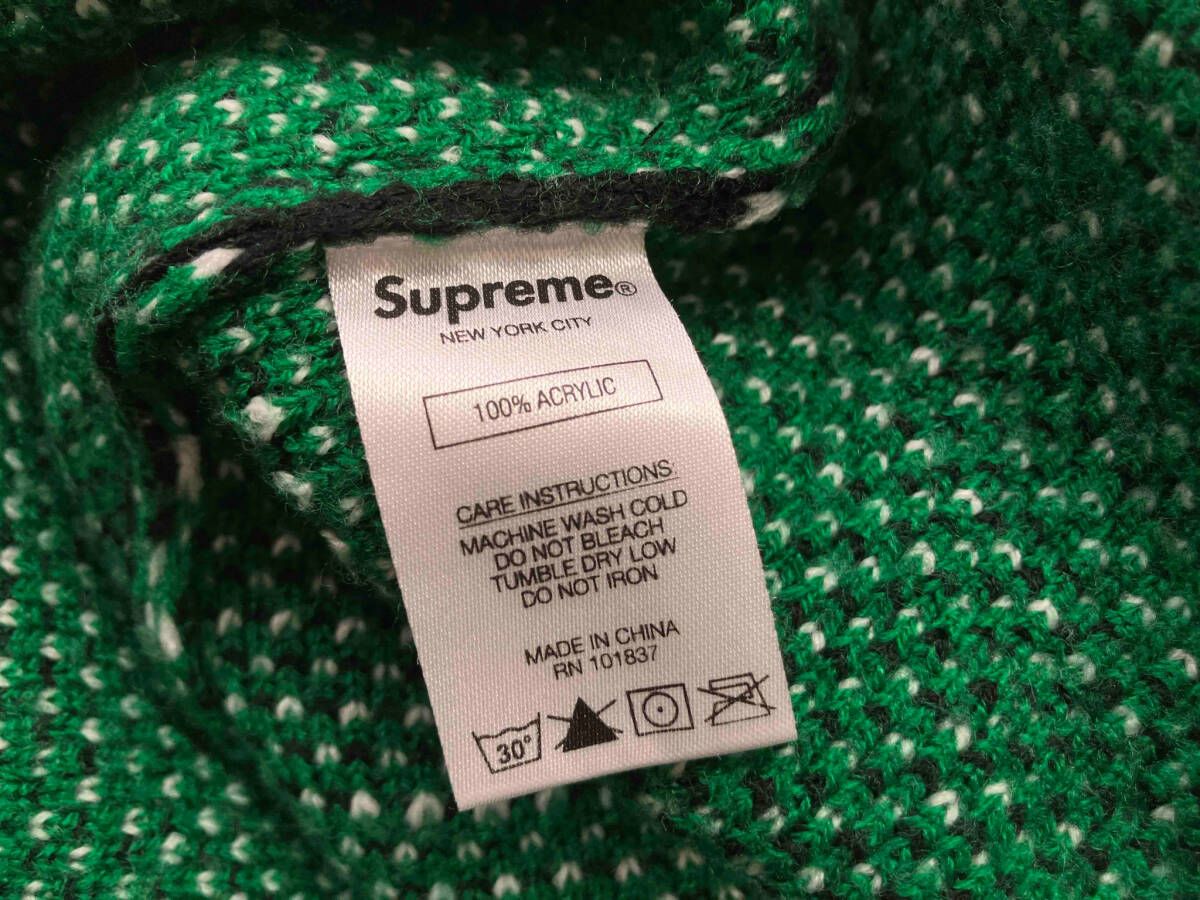 Supreme®
NEW YORK CITY
100% ACRYLIC
CARE INSTRUCTIONS
MACHINE WASH COLD
DO NOT BLEACH
TUMBLE DRY LOW
DO NOT IRON
MADE IN CHINA
RN 101837
30°